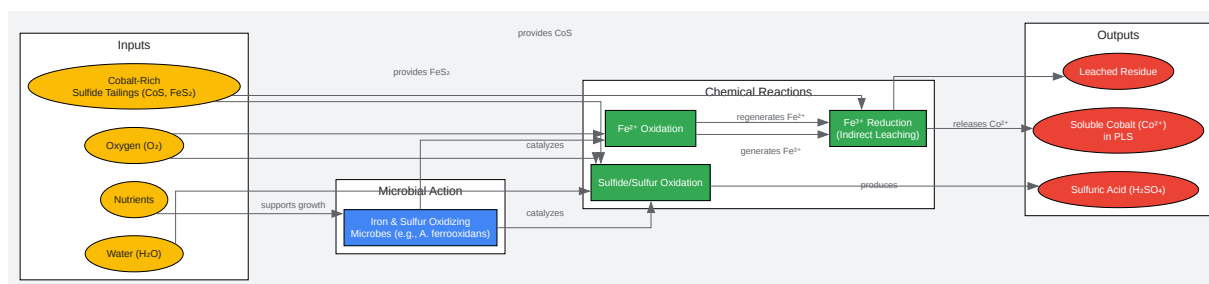 provides CoS
Inputs
Outputs
Cobalt-Rich
Sulfide Tailings (CoS, FeS₂)
provides FeS₂
Leached Residue
Chemical Reactions
Fe²⁺ Oxidation
regenerates Fe²⁺
Fe³⁺ Reduction
(Indirect Leaching)
releases Co²⁺
Soluble Cobalt (Co²⁺)
in PLS
Oxygen (O₂)
catalyzes
generates Fe³⁺
Sulfide/Sulfur Oxidation
produces
Sulfuric Acid (H₂SO₄)
Microbial Action
Nutrients
supports growth
Iron & Sulfur Oxidizing
Microbes (e.g., A. ferrooxidans)
catalyzes
Water (H₂O)